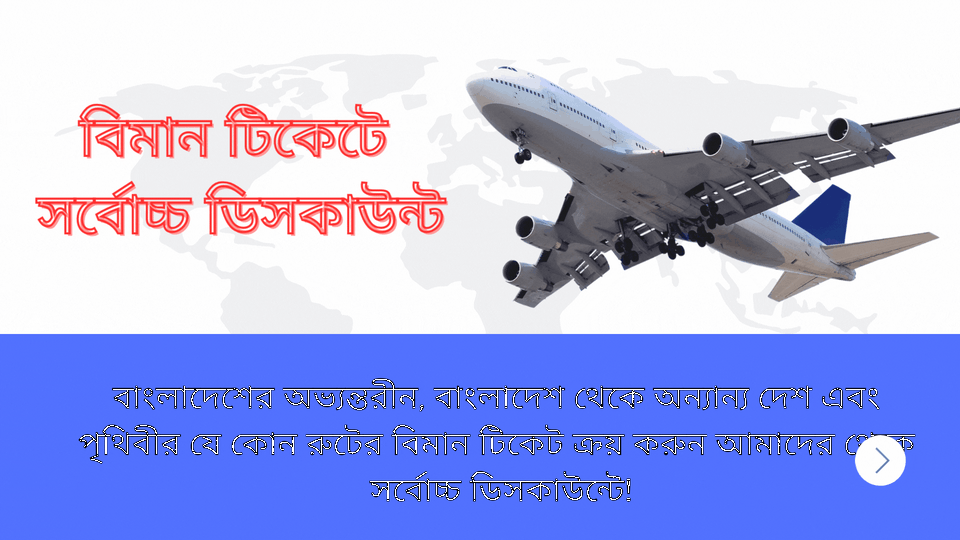 বিমান টিকেটে
সর্বোচ্চ ডিসকাউন্ট
বাংলাদেশের অভ্যন্তরীন, বাংলাদেশ থেকে অন্যান্য দেশ এবং
পৃথিবীর যে কোন রুটের বিমান টিকেট ক্রয় করুন আমাদের থেকে
সর্বোচ্চ ডিসকাউন্টে!